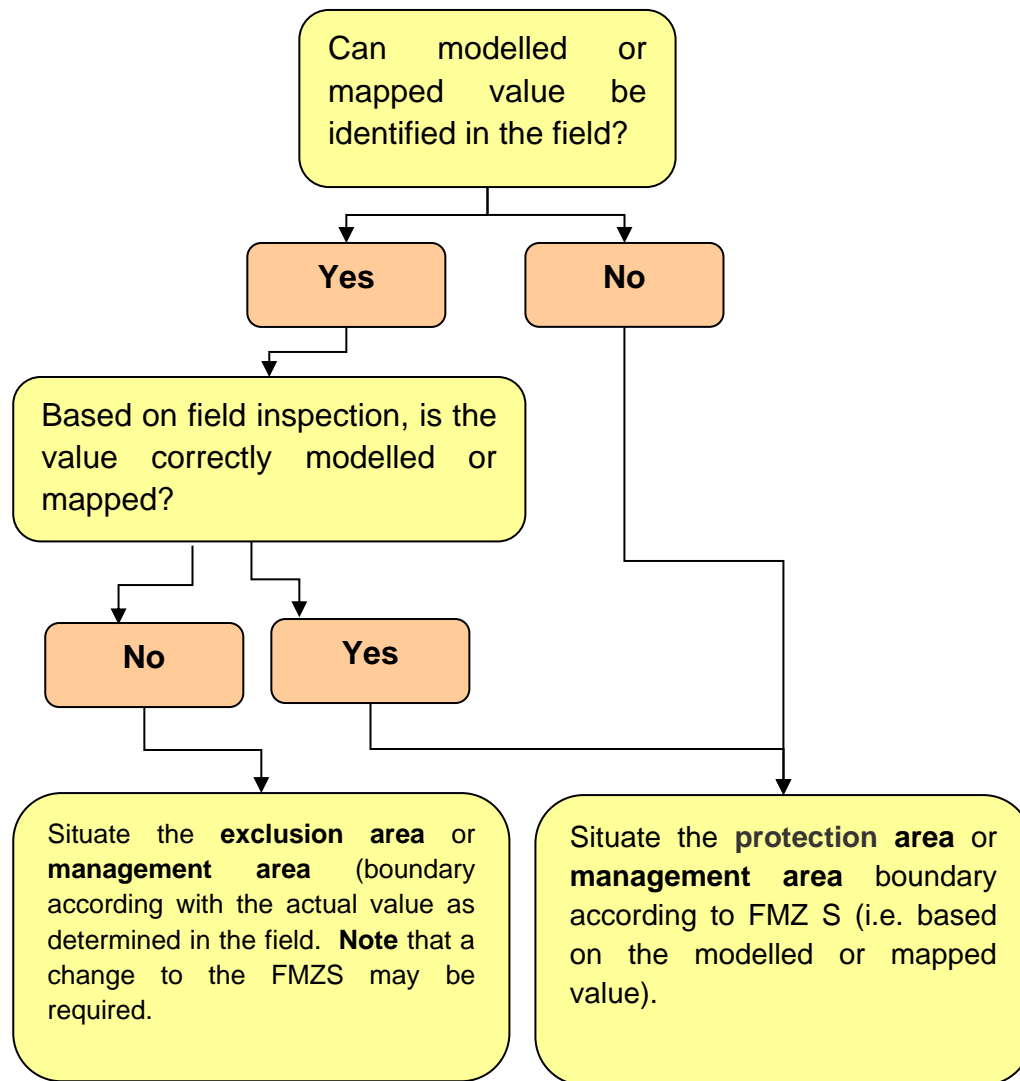 Can modelled or
mapped value be
identified in the field?
Yes
No
Based on field inspection, is the
value correctly modelled or
mapped?
No
Yes
Situate the exclusion area or
management area (boundary
according with the actual value as
determined in the field. Note that a
change to the FMZS may be
required.
Situate the protection area or
management area boundary
according to FMZ S (i.e. based
on the modelled or mapped
value).